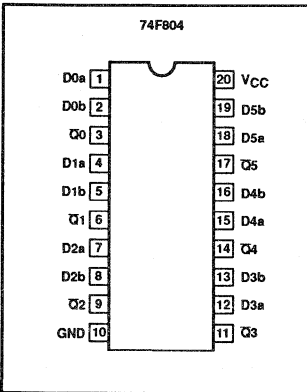 74F804
D0a 1 20 VCC
D0b 2 19 D5b
Q̅0 3 18 D5a
D1a 4 17 Q̅5
D1b 5 16 D4b
Q̅1 6 15 D4a
D2a 7 14 Q̅4
D2b 8 13 D3b
Q̅2 9 12 D3a
GND 10 11 Q̅3